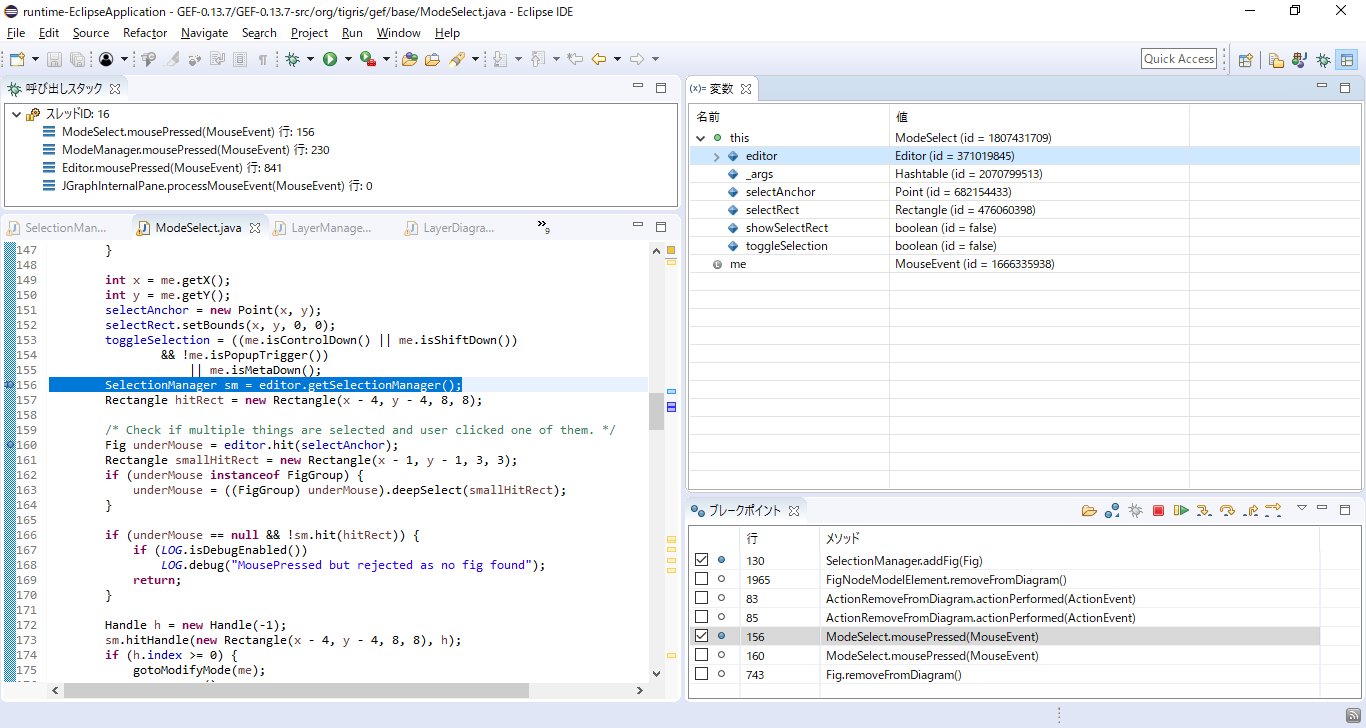 runtime-EclipseApplication - GEF-0.13.7/GEF-0.13.7-src/org/tigris/gef/base/ModeSelect.java - Eclipse IDE
File Edit Source Refactor Navigate Search Project Run Window Help
Quick Access
呼び出しスタック
スレッドID: 16
ModeSelect.mousePressed(MouseEvent) 行: 156
ModeManager.mousePressed(MouseEvent) 行: 230
Editor.mousePressed(MouseEvent) 行: 841
JGraphInternalPane.processMouseEvent(MouseEvent) 行: 0
SelectionMan... ModeSelect.java LayerManage... LayerDiagra... »9
147 }
148
149 int x = me.getX();
150 int y = me.getY();
151 selectAnchor = new Point(x, y);
152 selectRect.setBounds(x, y, 0, 0);
153 toggleSelection = ((me.isControlDown() || me.isShiftDown())
154 && !me.isPopupTrigger())
155 || me.isMetaDown();
156 SelectionManager sm = editor.getSelectionManager();
157 Rectangle hitRect = new Rectangle(x - 4, y - 4, 8, 8);
158
159 /* Check if multiple things are selected and user clicked one of them. */
160 Fig underMouse = editor.hit(selectAnchor);
161 Rectangle smallHitRect = new Rectangle(x - 1, y - 1, 3, 3);
162 if (underMouse instanceof FigGroup) {
163 underMouse = ((FigGroup) underMouse).deepSelect(smallHitRect);
164 }
165
166 if (underMouse == null && !sm.hit(hitRect)) {
167 if (LOG.isDebugEnabled())
168 LOG.debug("MousePressed but rejected as no fig found");
169 return;
170 }
171
172 Handle h = new Handle(-1);
173 sm.hitHandle(new Rectangle(x - 4, y - 4, 8, 8), h);
174 if (h.index >= 0) {
175 gotoModifyMode(me);
(x)= 変数
名前 値
this ModeSelect (id = 1807431709)
editor Editor (id = 371019845)
_args Hashtable (id = 2070799513)
selectAnchor Point (id = 682154433)
selectRect Rectangle (id = 476060398)
showSelectRect boolean (id = false)
toggleSelection boolean (id = false)
me MouseEvent (id = 1666335938)
ブレークポイント
行 メソッド
130 SelectionManager.addFig(Fig)
1965 FigNodeModelElement.removeFromDiagram()
83 ActionRemoveFromDiagram.actionPerformed(ActionEvent)
85 ActionRemoveFromDiagram.actionPerformed(ActionEvent)
156 ModeSelect.mousePressed(MouseEvent)
160 ModeSelect.mousePressed(MouseEvent)
743 Fig.removeFromDiagram()